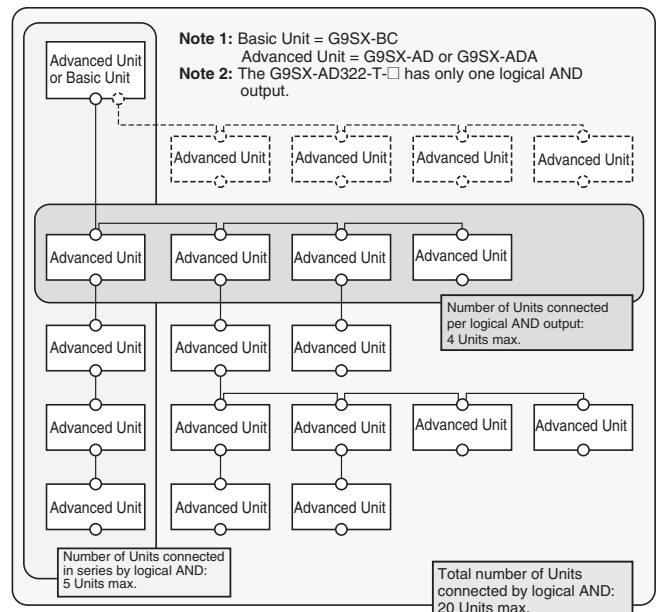 Advanced Unit
or Basic Unit
Note 1: Basic Unit = G9SX-BC
Advanced Unit = G9SX-AD or G9SX-ADA
Note 2: The G9SX-AD322-T-□ has only one logical AND
output.
Advanced Unit
Advanced Unit
Advanced Unit
Advanced Unit
Advanced Unit
Advanced Unit
Advanced Unit
Advanced Unit
Number of Units connected
per logical AND output:
4 Units max.
Advanced Unit
Advanced Unit
Advanced Unit
Advanced Unit
Advanced Unit
Advanced Unit
Advanced Unit
Advanced Unit
Advanced Unit
Advanced Unit
Advanced Unit
Number of Units connected
in series by logical AND:
5 Units max.
Total number of Units
connected by logical AND:
20 Units max.